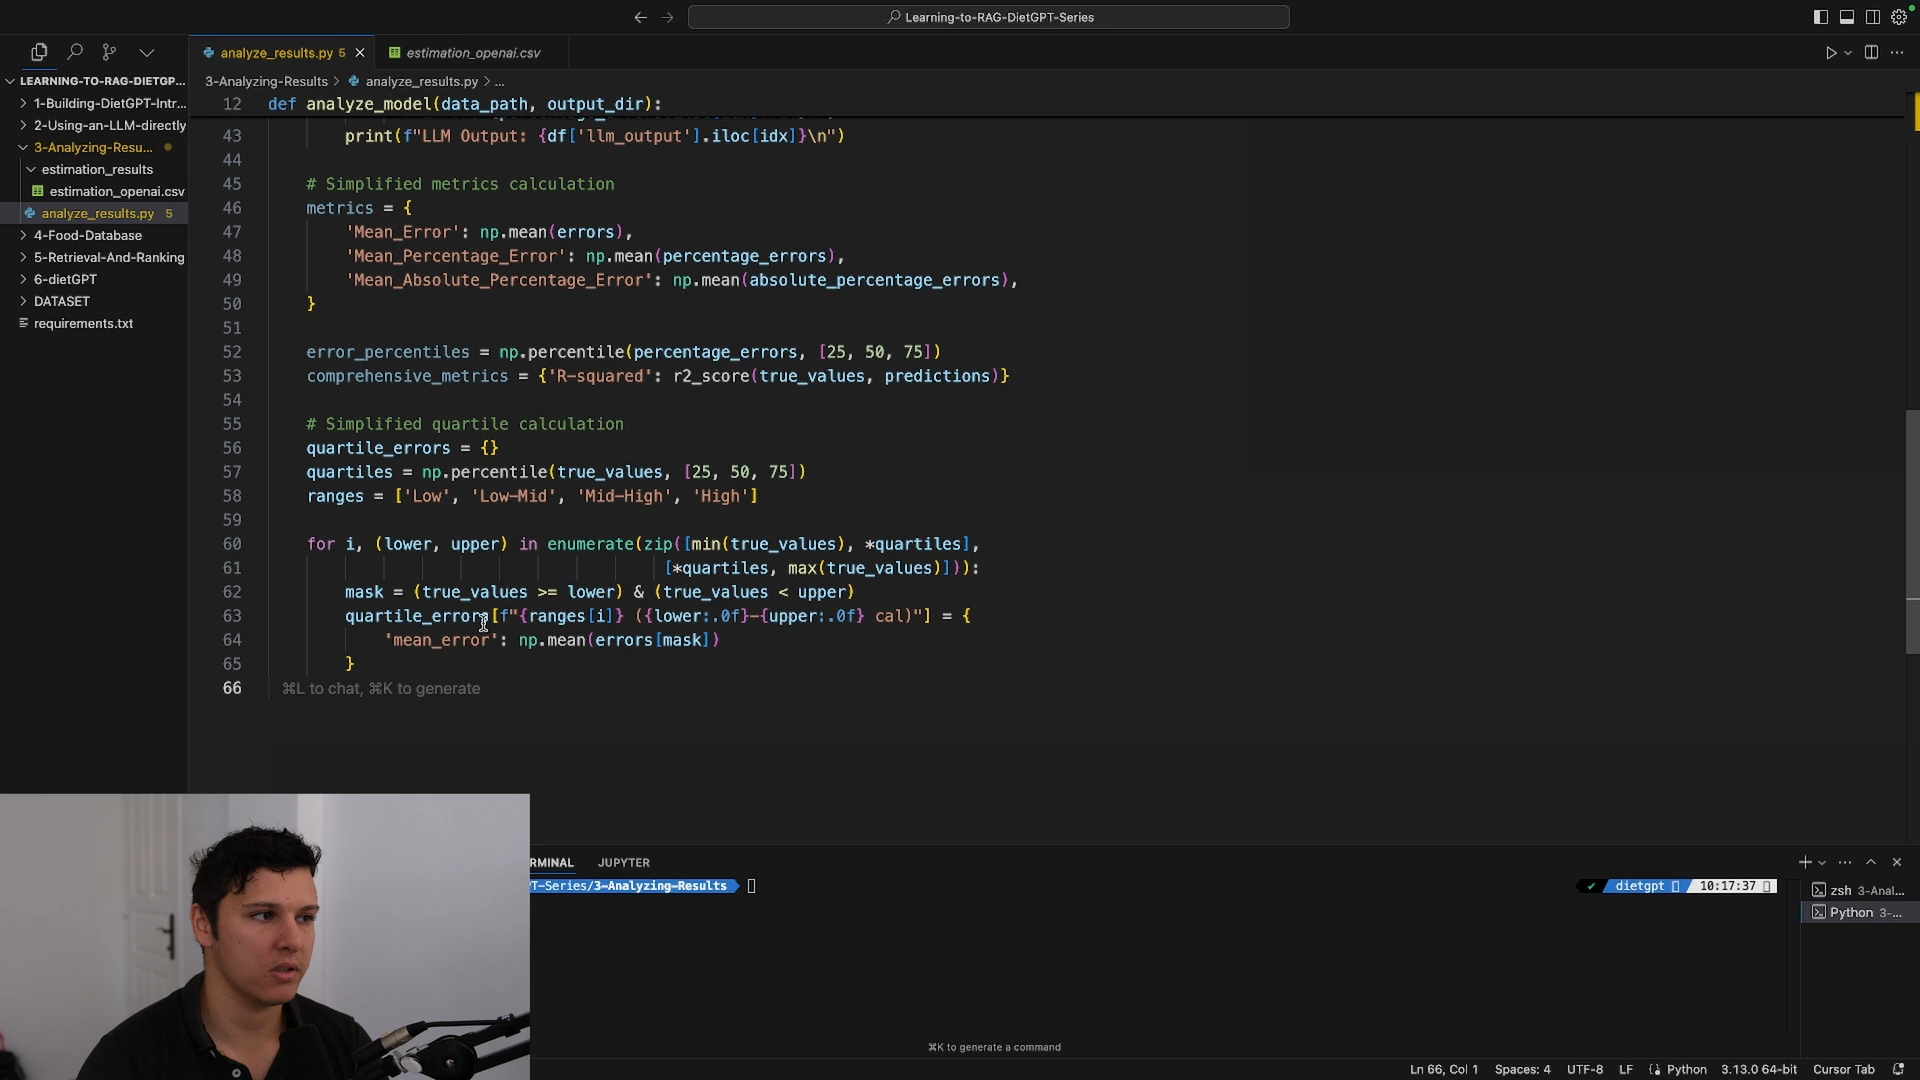 Learning-to-RAG-DietGPT-Series
analyze_results.py 5
estimation_openai.csv
3-Analyzing-Results > analyze_results.py > ...
LEARNING-TO-RAG-DIETGP...
1-Building-DietGPT-Intr...
2-Using-an-LLM-directly
3-Analyzing-Resu...
estimation_results
estimation_openai.csv
analyze_results.py 5
4-Food-Database
5-Retrieval-And-Ranking
6-dietGPT
DATASET
requirements.txt
12 def analyze_model(data_path, output_dir):
43 print(f"LLM Output: {df['llm_output'].iloc[idx]}\n")
44
45 # Simplified metrics calculation
46 metrics = {
47 'Mean_Error': np.mean(errors),
48 'Mean_Percentage_Error': np.mean(percentage_errors),
49 'Mean_Absolute_Percentage_Error': np.mean(absolute_percentage_errors),
50 }
51
52 error_percentiles = np.percentile(percentage_errors, [25, 50, 75])
53 comprehensive_metrics = {'R-squared': r2_score(true_values, predictions)}
54
55 # Simplified quartile calculation
56 quartile_errors = {}
57 quartiles = np.percentile(true_values, [25, 50, 75])
58 ranges = ['Low', 'Low-Mid', 'Mid-High', 'High']
59
60 for i, (lower, upper) in enumerate(zip([min(true_values), *quartiles],
61 [*quartiles, max(true_values)])):
62 mask = (true_values >= lower) & (true_values < upper)
63 quartile_errors[f"{ranges[i]} ({lower:.0f}-{upper:.0f} cal)"] = {
64 'mean_error': np.mean(errors[mask])
65 }
66 ⌘L to chat, ⌘K to generate
RMINAL JUPYTER
T-Series/3-Analyzing-Results
✓ dietgpt 10:17:37
zsh 3-Anal...
Python 3-...
⌘K to generate a command
Ln 66, Col 1 Spaces: 4 UTF-8 LF Python 3.13.0 64-bit Cursor Tab